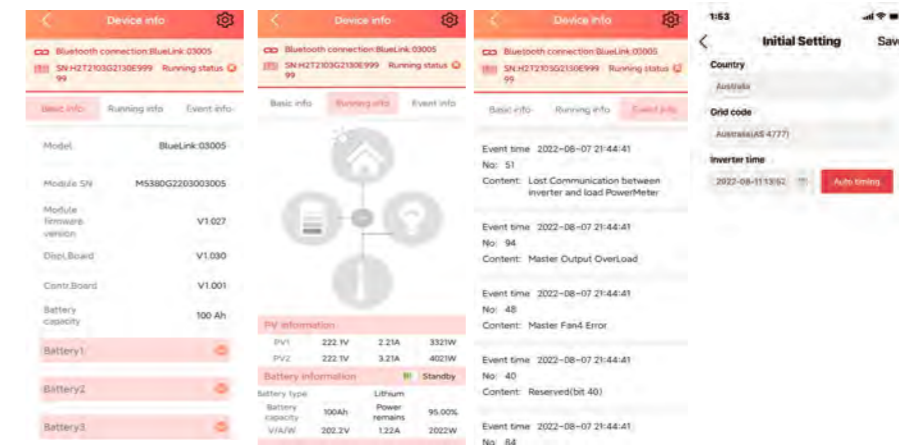 Device info
Bluetooth connection:BlueLink 03005
SN:H2T2103G2130E999 Running status
99
Basic info Running info Event info
Model BlueLink:03005
Module SN M5380G2203003005
Module
firmware
version
V1.027
Displ.Board V1.030
Contr.Board V1.001
Battery
capacity
100 Ah
Battery1
Battery2
Battery3
Device info
Bluetooth connection:BlueLink 03005
SN:H2T2103G2130E999 Running status
99
Basic info Running info Event info
PV information
PV1 222.1V 2.21A 3321W
PV2 222.1V 3.21A 4021W
Battery information Standby
Battery type Lithium
Battery
capacity
100Ah
Power
remains
95.00%
V/A/W 202.2V 1.22A 2022W
Device info
Bluetooth connection:BlueLink 03005
SN:H2T2103G2130E999 Running status
99
Basic info Running info Event info
Event time 2022-08-07 21:44:41
No: 51
Content: Lost Communication between
inverter and load PowerMeter
Event time 2022-08-07 21:44:41
No: 94
Content: Master Output OverLoad
Event time 2022-08-07 21:44:41
No: 48
Content: Master Fan4 Error
Event time 2022-08-07 21:44:41
No: 40
Content: Reserved(bit 40)
Event time 2022-08-07 21:44:41
No: 84
1:53
Initial Setting Save
Country
Australia
Grid code
Australia(AS 4777)
Inverter time
2022-08-11 13:52 Auto timing